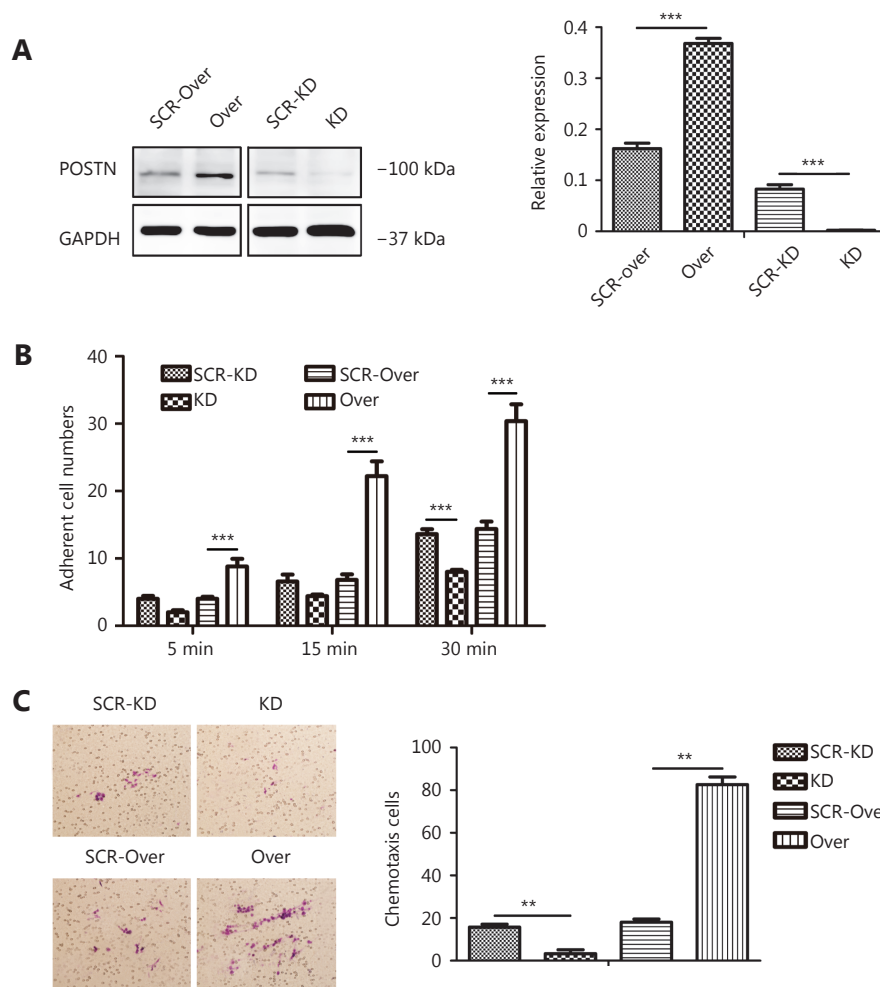 A
SCR-Over
Over
SCR-KD
KD
POSTN
−100 kDa
GAPDH
−37 kDa
Relative expression
0.4
0.3
0.2
0.1
0
***
***
SCR-over
Over
SCR-KD
KD
B
Adherent cell numbers
40
30
20
10
0
SCR-KD
SCR-Over
KD
Over
***
***
***
***
5 min
15 min
30 min
C
SCR-KD
KD
SCR-Over
Over
Chemotaxis cells
100
80
60
40
20
0
**
**
SCR-KD
KD
SCR-Ove
Over